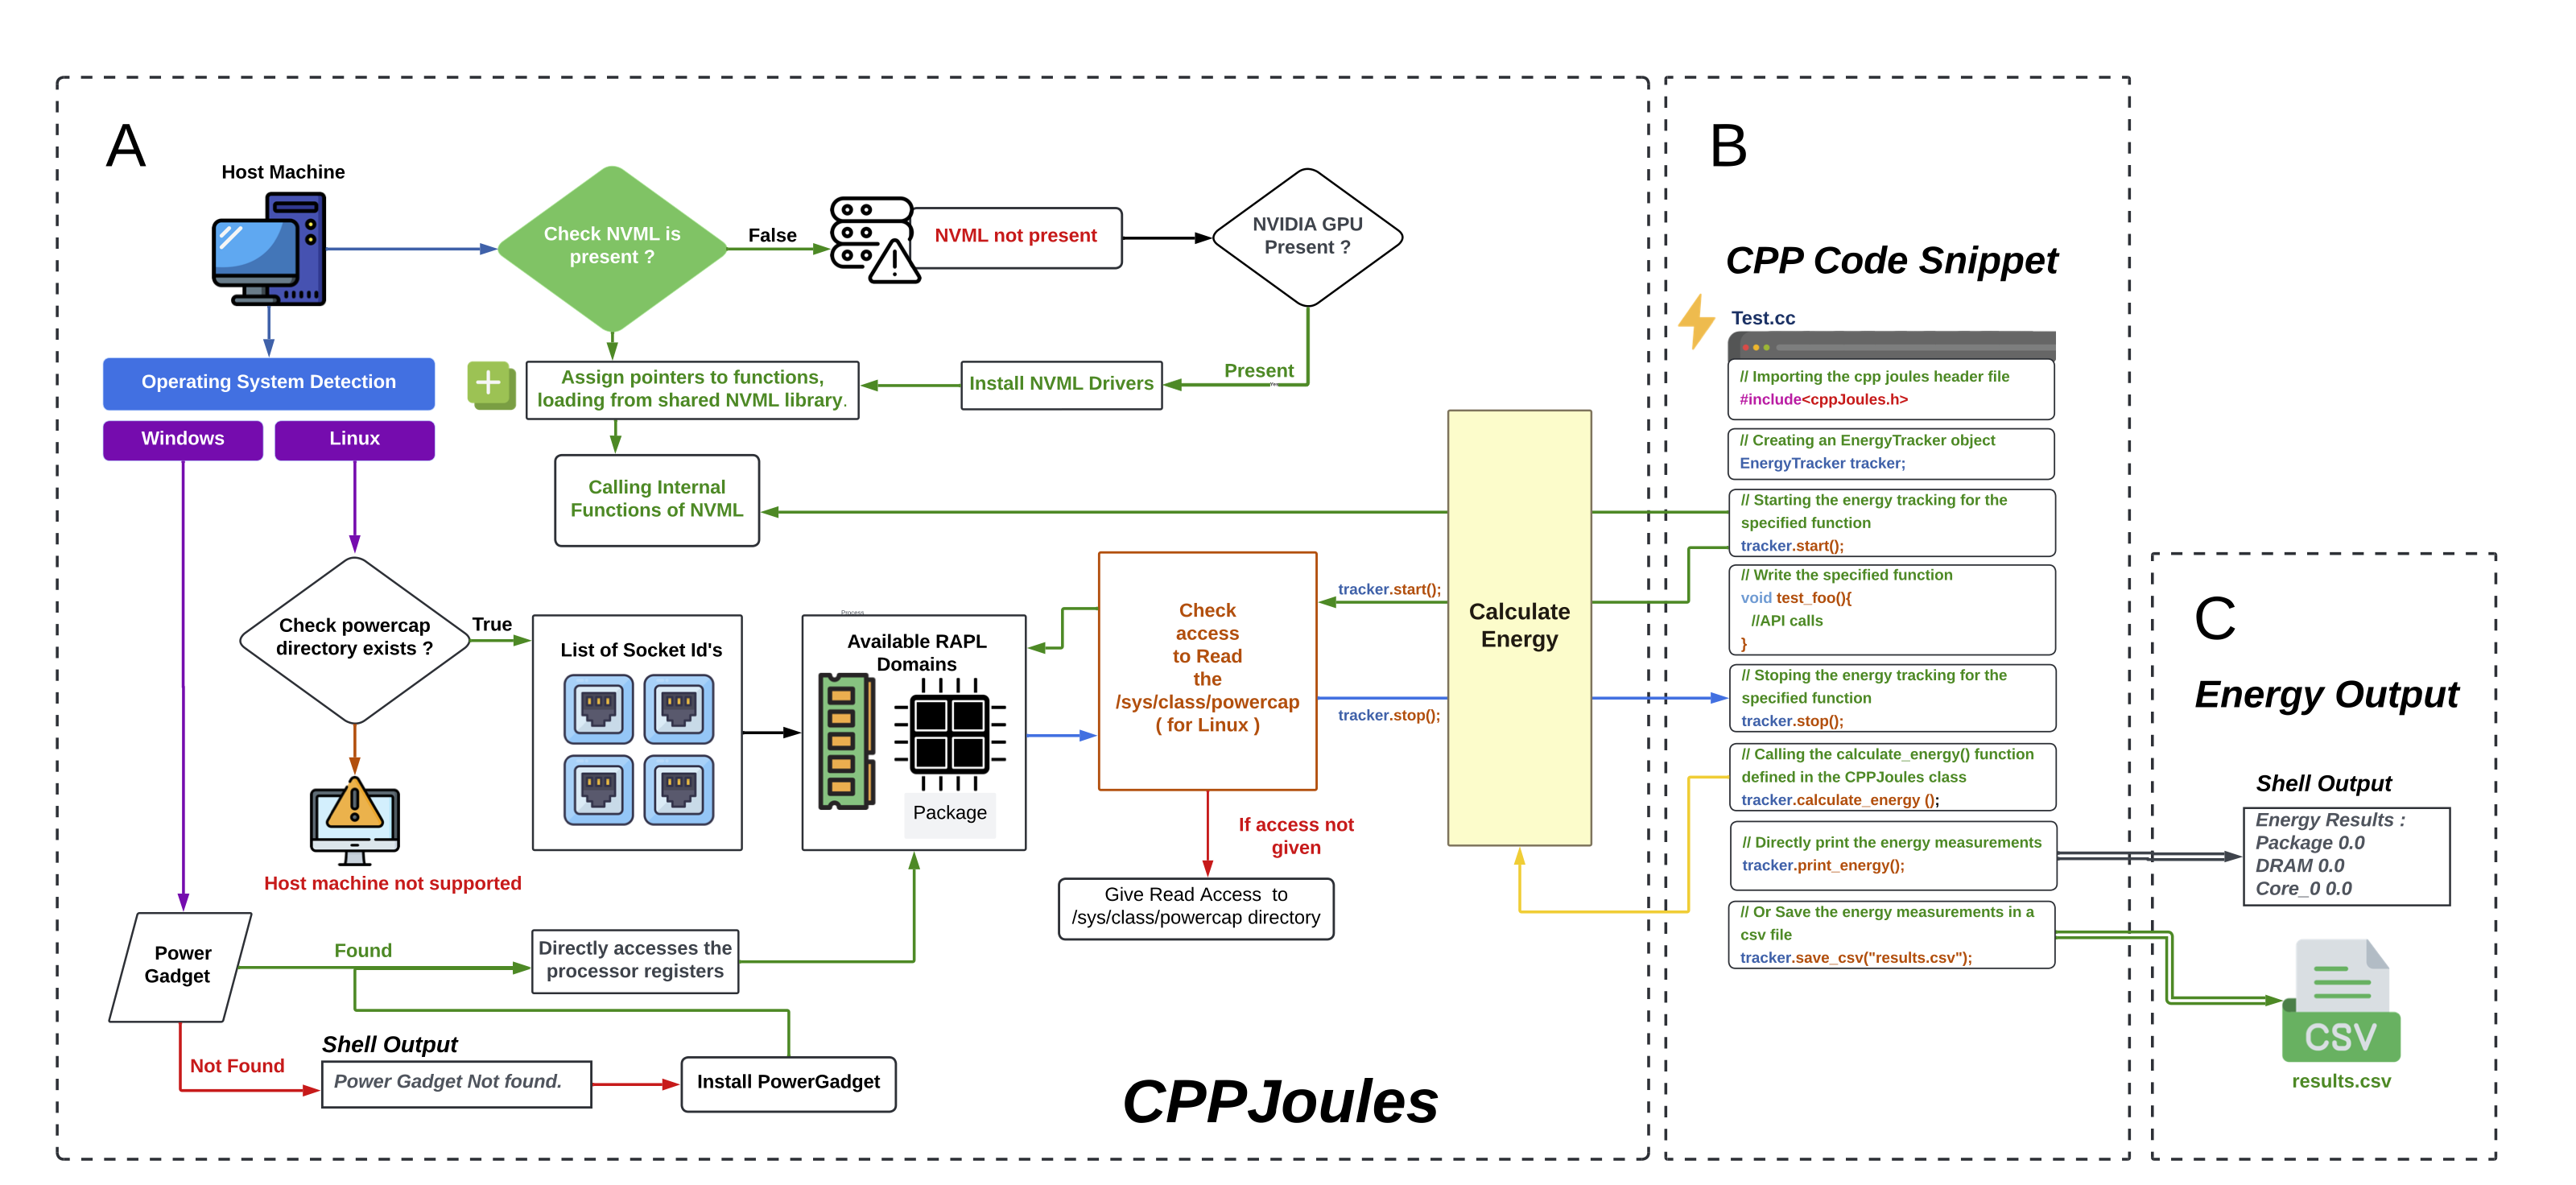 A
Host Machine
Check NVML is
present ?
False
NVML not present
NVIDIA GPU
Present ?
Present
Install NVML Drivers
Assign pointers to functions,
loading from shared NVML library.
Calling Internal
Functions of NVML
Operating System Detection
Windows
Linux
Check powercap
directory exists ?
True
Host machine not supported
List of Socket Id's
Process
Available RAPL
Domains
Package
Check
access
to Read
the
/sys/class/powercap
( for Linux )
tracker.start();
tracker.stop();
Calculate
Energy
If access not
given
Give Read Access to
/sys/class/powercap directory
Power
Gadget
Found
Directly accesses the
processor registers
Not Found
Shell Output
Power Gadget Not found.
Install PowerGadget
CPPJoules
B
CPP Code Snippet
Test.cc
// Importing the cpp joules header file
#include<cppJoules.h>
// Creating an EnergyTracker object
EnergyTracker tracker;
// Starting the energy tracking for the
specified function
tracker.start();
// Write the specified function
void test_foo(){
//API calls
}
// Stoping the energy tracking for the
specified function
tracker.stop();
// Calling the calculate_energy() function
defined in the CPPJoules class
tracker.calculate_energy ();
// Directly print the energy measurements
tracker.print_energy();
// Or Save the energy measurements in a
csv file
tracker.save_csv("results.csv");
C
Energy Output
Shell Output
Energy Results :
Package 0.0
DRAM 0.0
Core_0 0.0
CSV
results.csv